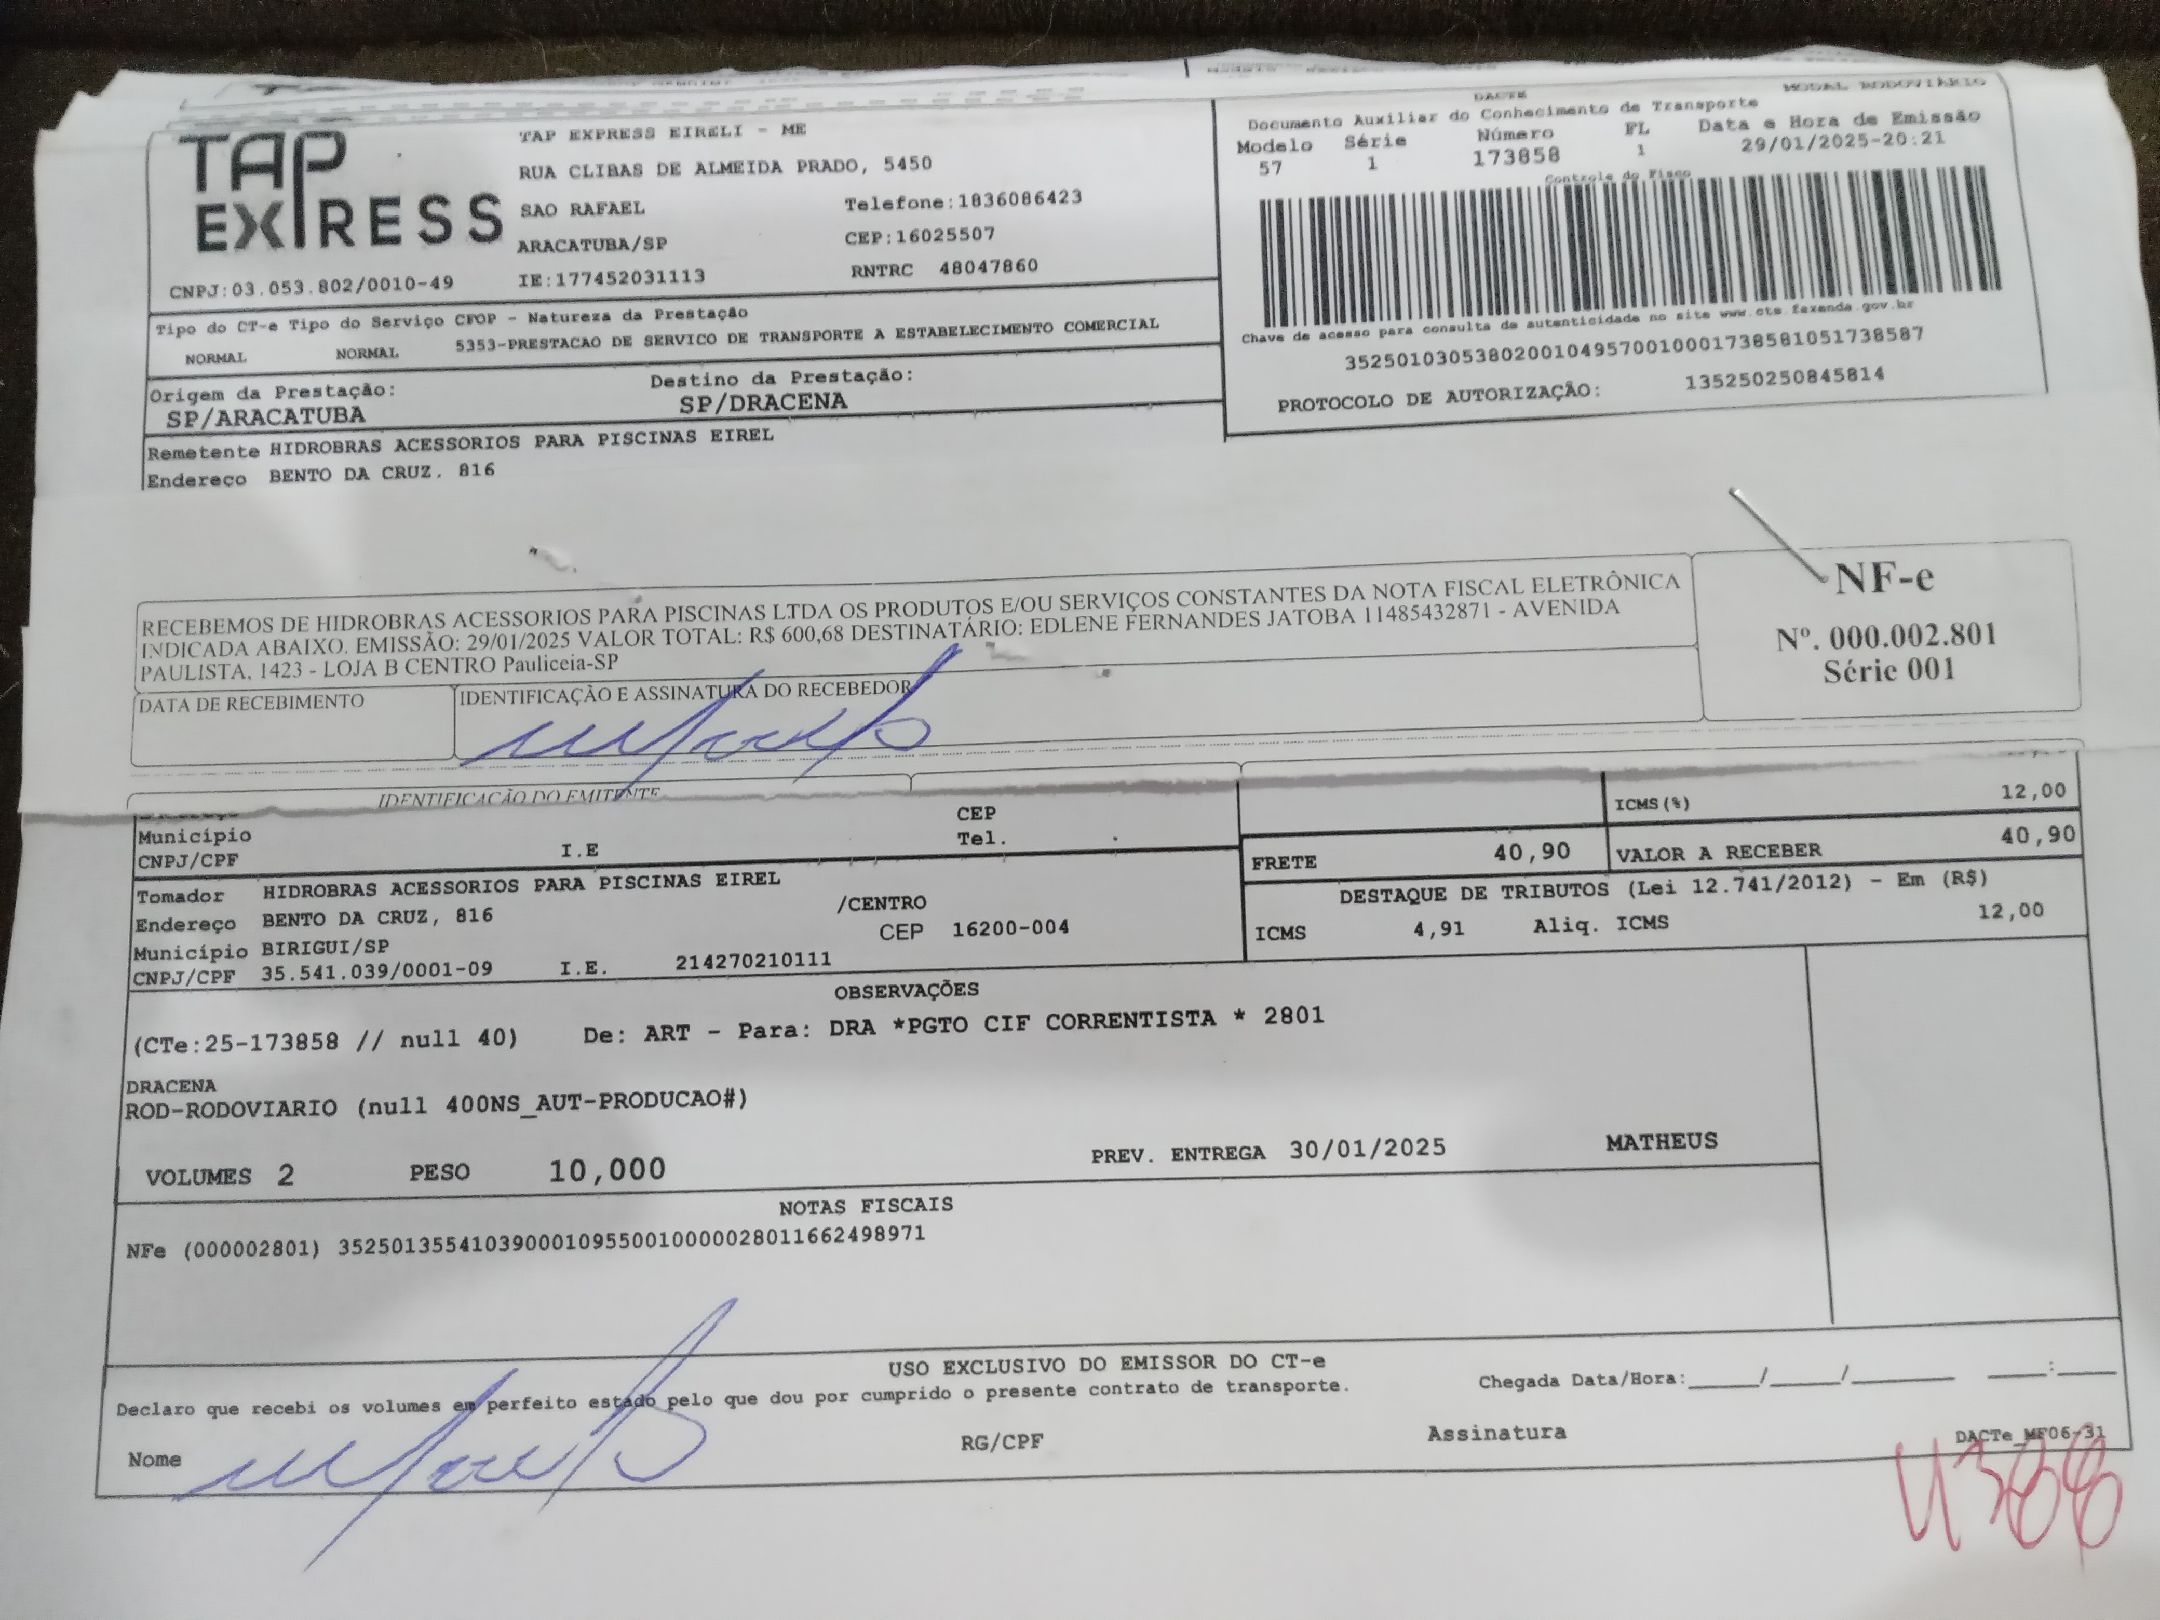 MODAL RODOVIÁRIO
TAP EXPRESS
TAP EXPRESS EIRELI - ME
RUA CLIBAS DE ALMEIDA PRADO, 5450
SAO RAFAEL Telefone:1836086423
ARACATUBA/SP CEP:16025507
CNPJ:03.053.802/0010-49 IE:177452031113 RNTRC 48047860
DACTE
Documento Auxiliar do Conhecimento de Transporte
Modelo Série Número FL Data e Hora de Emissão
57 1 173858 1 29/01/2025-20:21
Controle do Fisco
Chave de acesso para consulta de autenticidade no site www.cte.fazenda.gov.br
35250103053802001049570010001738581051738587
PROTOCOLO DE AUTORIZAÇÃO: 135250250845814
Tipo do CT-e Tipo do Serviço CFOP - Natureza da Prestação
NORMAL NORMAL 5353-PRESTACAO DE SERVICO DE TRANSPORTE A ESTABELECIMENTO COMERCIAL
Origem da Prestação: Destino da Prestação:
SP/ARACATUBA SP/DRACENA
Remetente HIDROBRAS ACESSORIOS PARA PISCINAS EIREL
Endereço BENTO DA CRUZ, 816
RECEBEMOS DE HIDROBRAS ACESSORIOS PARA PISCINAS LTDA OS PRODUTOS E/OU SERVIÇOS CONSTANTES DA NOTA FISCAL ELETRÔNICA
INDICADA ABAIXO. EMISSÃO: 29/01/2025 VALOR TOTAL: R$ 600,68 DESTINATÁRIO: EDLENE FERNANDES JATOBA 11485432871 - AVENIDA
PAULISTA, 1423 - LOJA B CENTRO Pauliceia-SP
DATA DE RECEBIMENTO IDENTIFICAÇÃO E ASSINATURA DO RECEBEDOR
NF-e
Nº. 000.002.801
Série 001
IDENTIFICAÇÃO DO EMITENTE
Município CEP
CNPJ/CPF I.E Tel.
ICMS(%) 12,00
FRETE 40,90 VALOR A RECEBER 40,90
Tomador HIDROBRAS ACESSORIOS PARA PISCINAS EIREL
Endereço BENTO DA CRUZ, 816 /CENTRO
Município BIRIGUI/SP CEP 16200-004
CNPJ/CPF 35.541.039/0001-09 I.E. 214270210111
DESTAQUE DE TRIBUTOS (Lei 12.741/2012) - Em (R$)
ICMS 4,91 Aliq. ICMS 12,00
OBSERVAÇÕES
(CTe:25-173858 // null 40) De: ART - Para: DRA *PGTO CIF CORRENTISTA * 2801
DRACENA
ROD-RODOVIARIO (null 400NS_AUT-PRODUCAO#)
VOLUMES 2 PESO 10,000 PREV. ENTREGA 30/01/2025 MATHEUS
NOTAS FISCAIS
NFe (000002801) 35250135541039000109550010000028011662498971
USO EXCLUSIVO DO EMISSOR DO CT-e
Declaro que recebi os volumes em perfeito estado pelo que dou por cumprido o presente contrato de transporte. Chegada Data/Hora:_____/_____/________ ____:____
Nome RG/CPF Assinatura DACTe_MF06-31